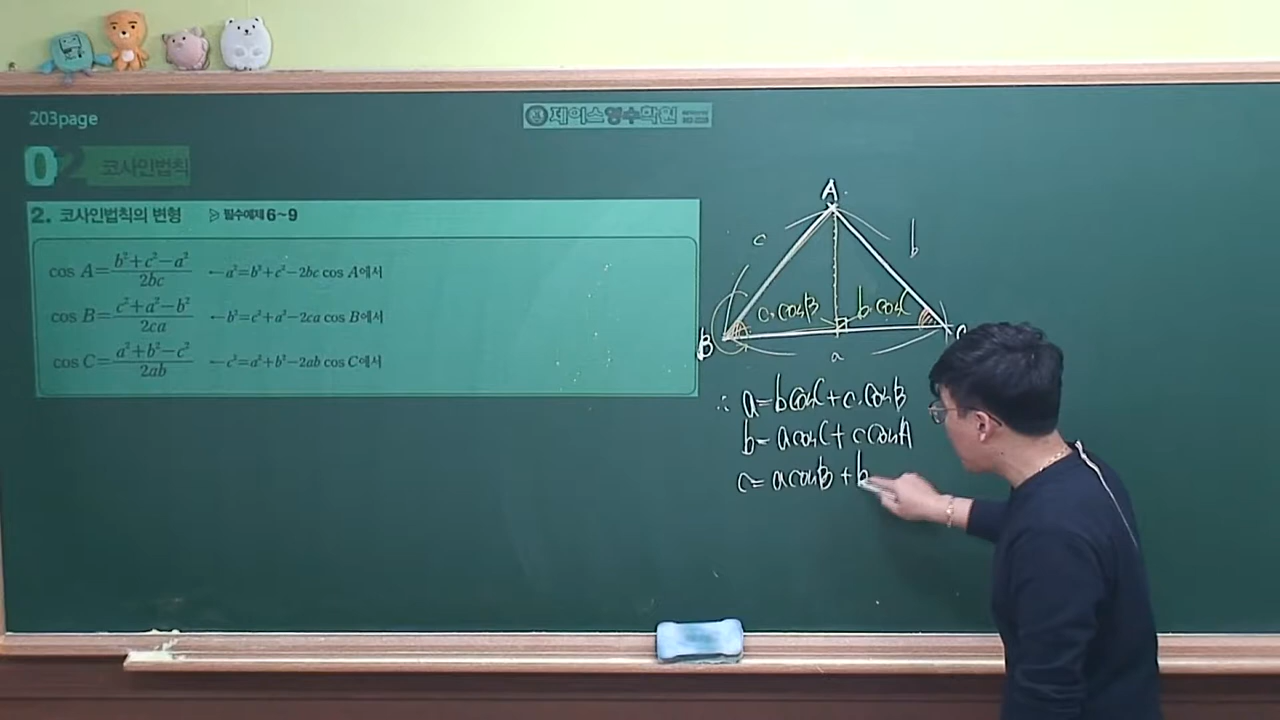 203page
제이스영수학원
02 코사인법칙
2. 코사인법칙의 변형 ▷ 필수예제 6~9
cos A=\frac{b²+c²-a²}{2bc} ←a²=b²+c²-2bc cos A에서
cos B=\frac{c²+a²-b²}{2ca} ←b²=c²+a²-2ca cos B에서
cos C=\frac{a²+b²-c²}{2ab} ←c²=a²+b²-2ab cos C에서
A
c
b
c·cosB
b·cosC
B
C
a
∴ a=bcosC+c·cosB
b=acosC+ccosA
c=acosB+b